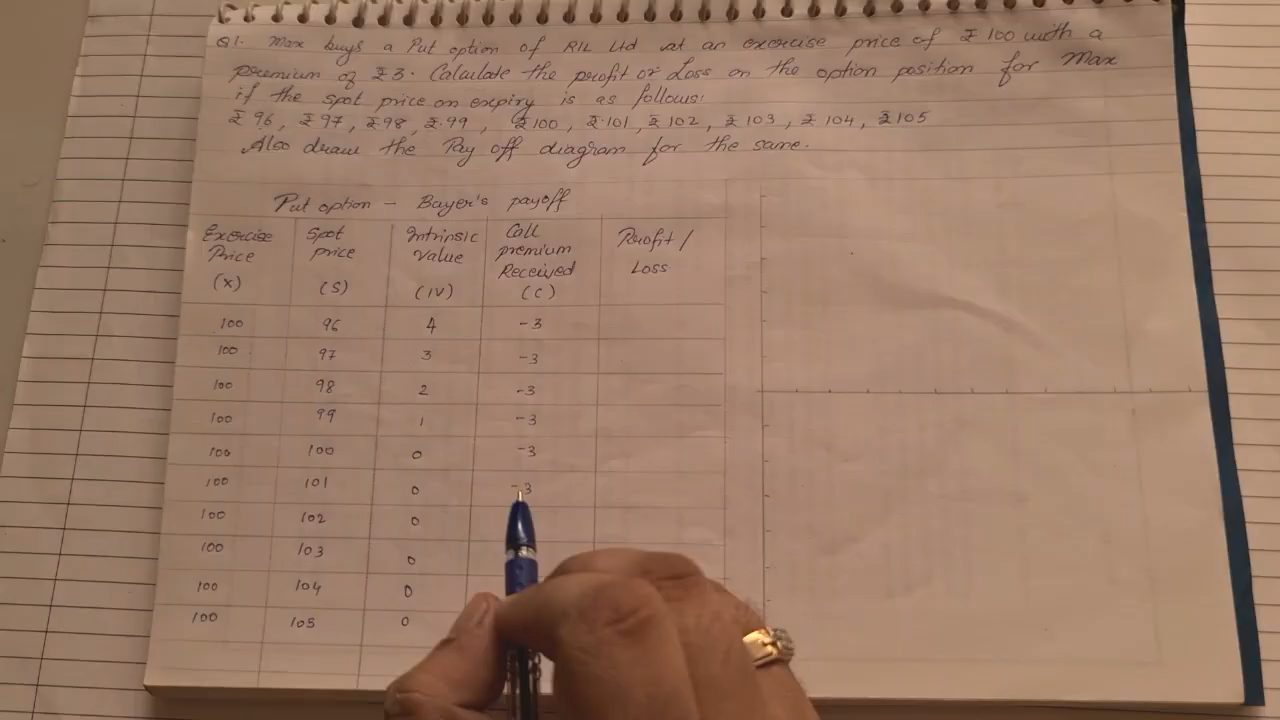 Q1. Max buys a Put option of RIL Ltd at an exercise price of ₹100 with a
premium of ₹3. Calculate the profit or Loss on the option position for Max
if the spot price on expiry is as follows:
₹96, ₹97, ₹98, ₹.99, ₹100, ₹.101, ₹102, ₹103, ₹104, ₹105
Also draw the Pay off diagram for the same.
Put option - Buyer's payoff
Exercise Price (X) Spot price (S) Intrinsic Value (IV) Call premium Received (C) Profit / Loss
100 96 4 -3
100 97 3 -3
100 98 2 -3
100 99 1 -3
100 100 0 -3
100 101 0 -3
100 102 0
100 103 0
100 104 0
100 105 0